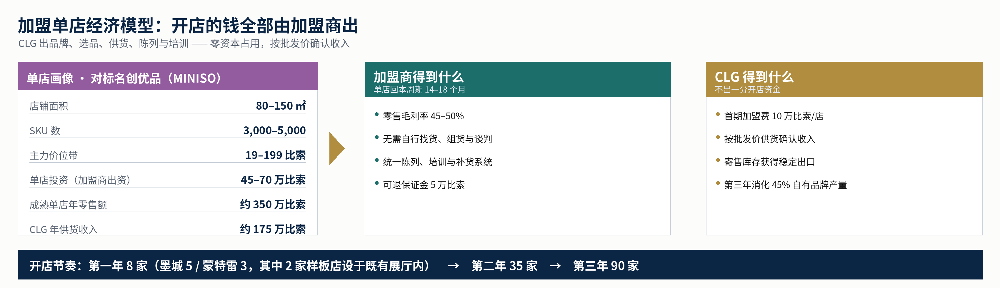 加盟单店经济模型：开店的钱全部由加盟商出
CLG 出品牌、选品、供货、陈列与培训 —— 零资本占用，按批发价确认收入
单店画像 · 对标名创优品（MINISO）
店铺面积 80–150 ㎡
SKU 数 3,000–5,000
主力价位带 19–199 比索
单店投资（加盟商出资） 45–70 万比索
成熟单店年零售额 约 350 万比索
CLG 年供货收入 约 175 万比索
加盟商得到什么
单店回本周期 14–18 个月
• 零售毛利率 45–50%
• 无需自行找货、组货与谈判
• 统一陈列、培训与补货系统
• 可退保证金 5 万比索
CLG 得到什么
不出一分开店资金
• 首期加盟费 10 万比索/店
• 按批发价供货确认收入
• 寄售库存获得稳定出口
• 第三年消化 45% 自有品牌产量
开店节奏：第一年 8 家（墨城 5 / 蒙特雷 3，其中 2 家样板店设于既有展厅内） → 第二年 35 家 → 第三年 90 家